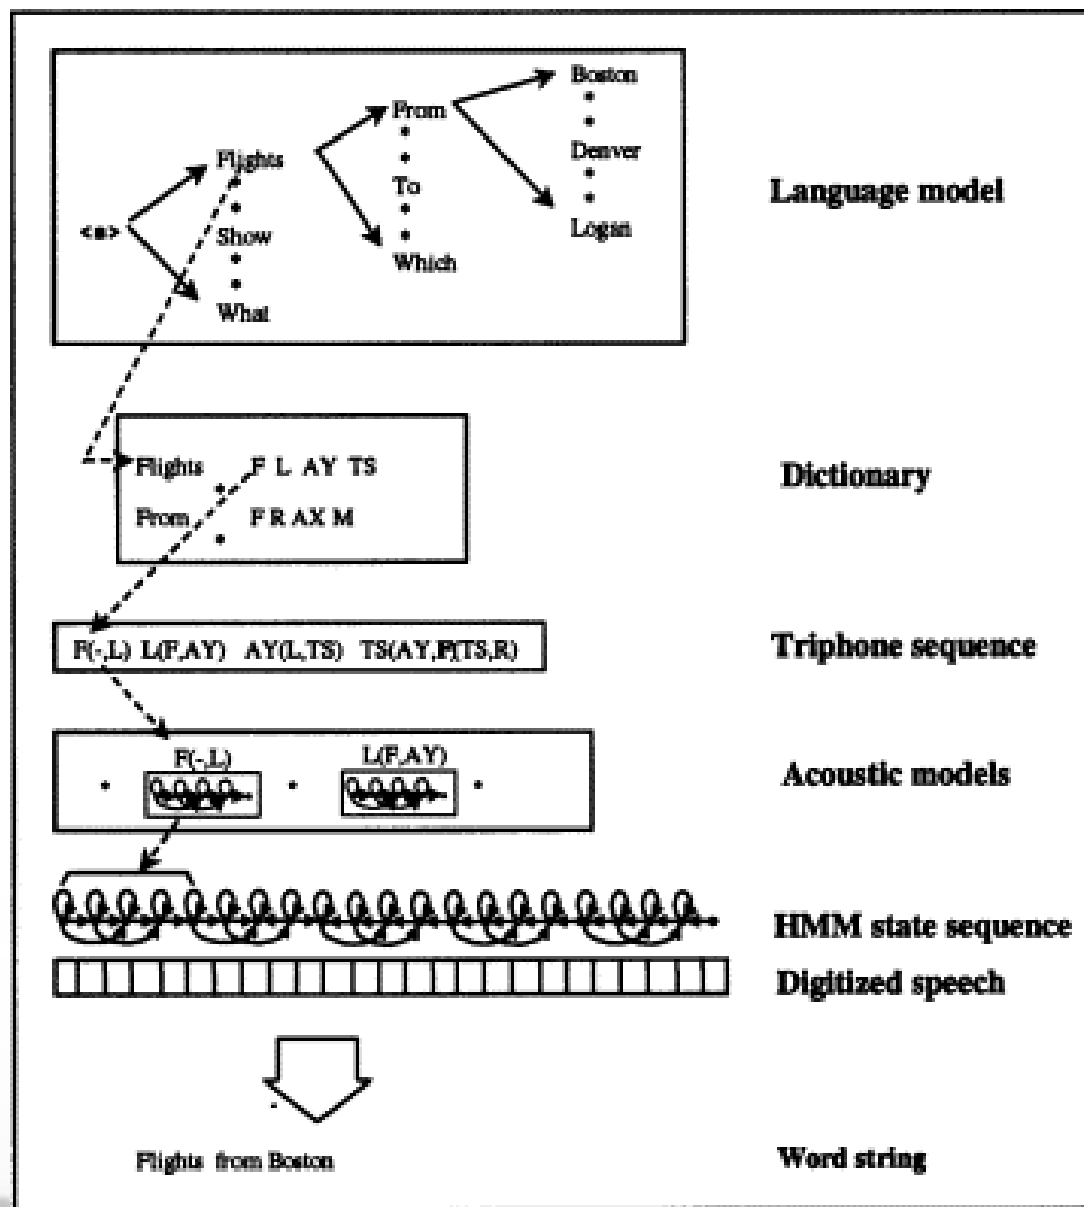 Boston
From
Denver
Flights
To
Language model
<s>
Show
Logan
Which
What
Flights F L AY TS
Dictionary
From F R AX M
F(-,L) L(F,AY) AY(L,TS) TS(AY,F(TS,R) Triphone sequence
F(-,L) L(F,AY)
Acoustic models
HMM state sequence
Digitized speech
Flights from Boston Word string